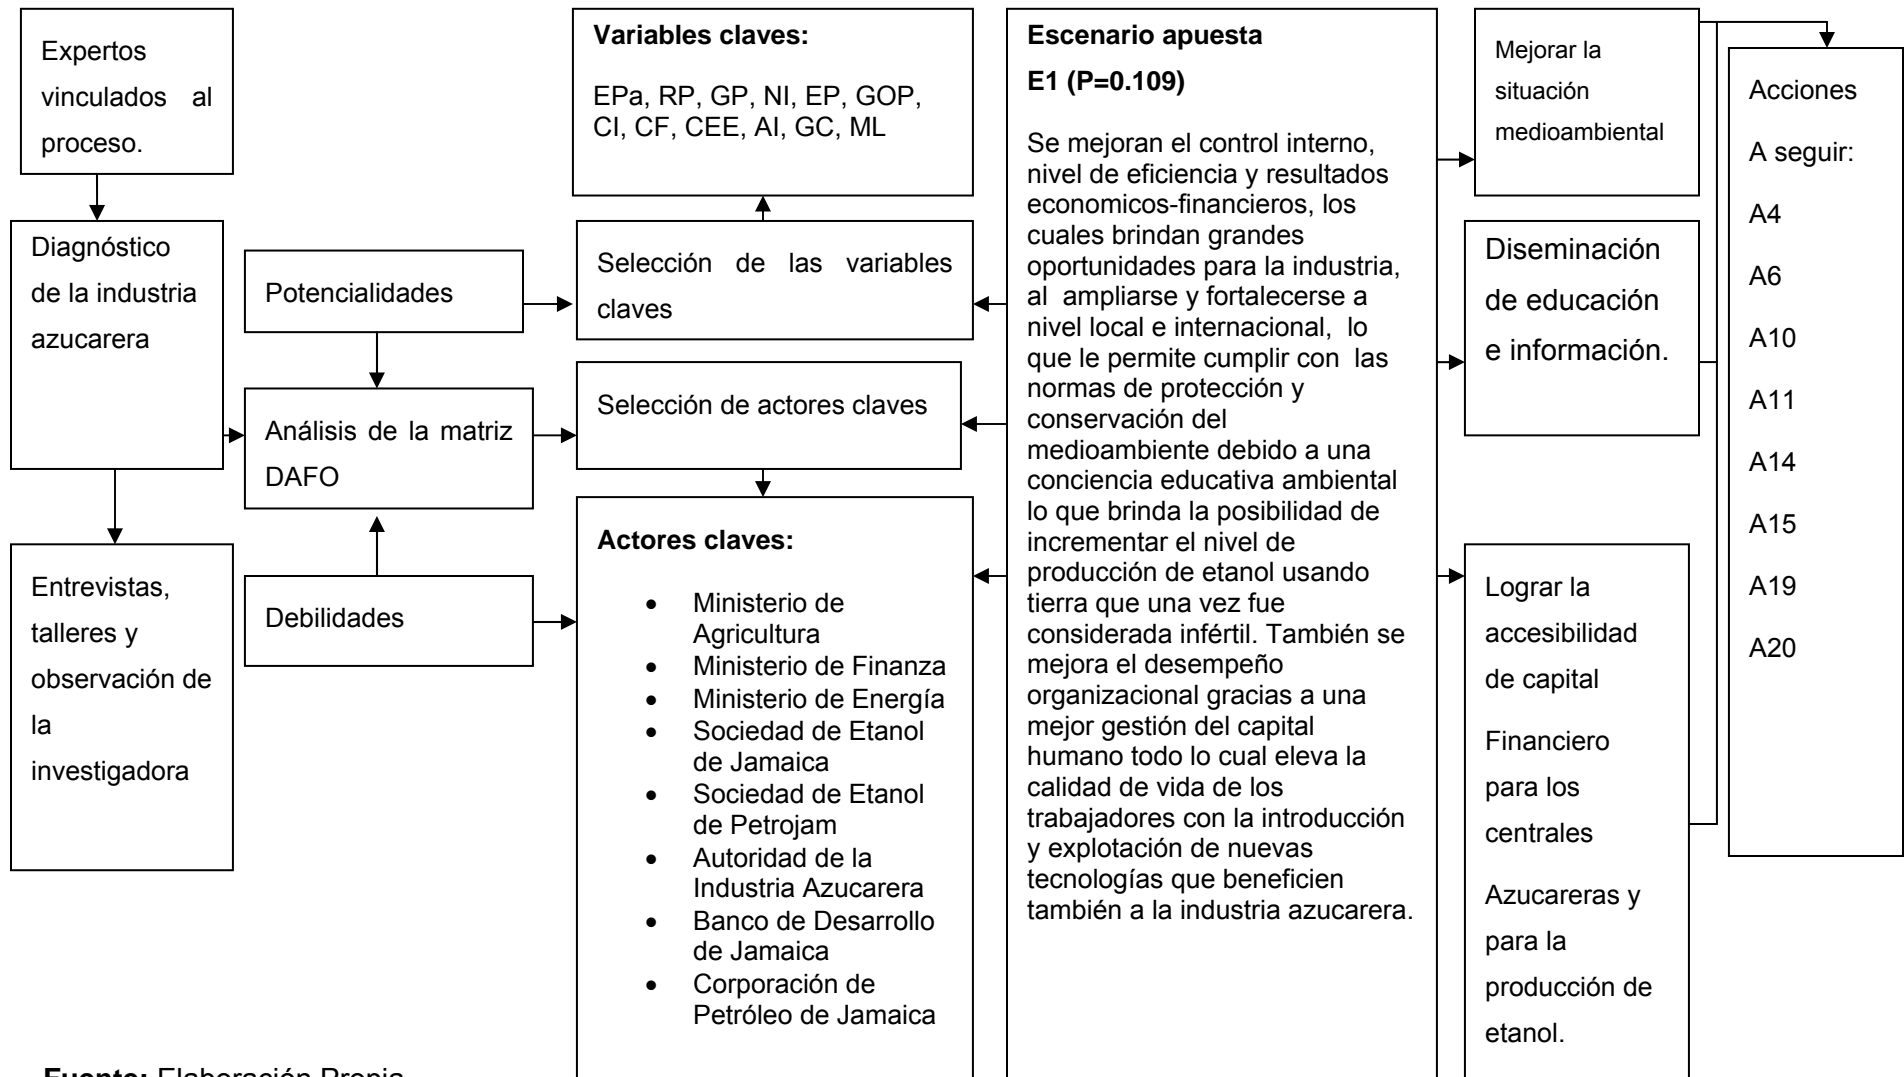 Expertos
vinculados al
proceso.
Diagnóstico
de la industria
azucarera
Entrevistas,
talleres y
observación de
la
investigadora
Potencialidades
Análisis de la matriz
DAFO
Debilidades
Variables claves:
EPa, RP, GP, NI, EP, GOP,
CI, CF, CEE, AI, GC, ML
Selección de las variables
claves
Selección de actores claves
Actores claves:
• Ministerio de
Agricultura
• Ministerio de Finanza
• Ministerio de Energía
• Sociedad de Etanol
de Jamaica
• Sociedad de Etanol
de Petrojam
• Autoridad de la
Industria Azucarera
• Banco de Desarrollo
de Jamaica
• Corporación de
Petróleo de Jamaica
Escenario apuesta
E1 (P=0.109)
Se mejoran el control interno,
nivel de eficiencia y resultados
economicos-financieros, los
cuales brindan grandes
oportunidades para la industria,
al ampliarse y fortalecerse a
nivel local e internacional, lo
que le permite cumplir con las
normas de protección y
conservación del
medioambiente debido a una
conciencia educativa ambiental
lo que brinda la posibilidad de
incrementar el nivel de
producción de etanol usando
tierra que una vez fue
considerada infértil. También se
mejora el desempeño
organizacional gracias a una
mejor gestión del capital
humano todo lo cual eleva la
calidad de vida de los
trabajadores con la introducción
y explotación de nuevas
tecnologías que beneficien
también a la industria azucarera.
Mejorar la
situación
medioambiental
Diseminación
de educación
e información.
Lograr la
accesibilidad
de capital
Financiero
para los
centrales
Azucareras y
para la
producción de
etanol.
Acciones
A seguir:
A4
A6
A10
A11
A14
A15
A19
A20
Fuente: Elaboración Propia